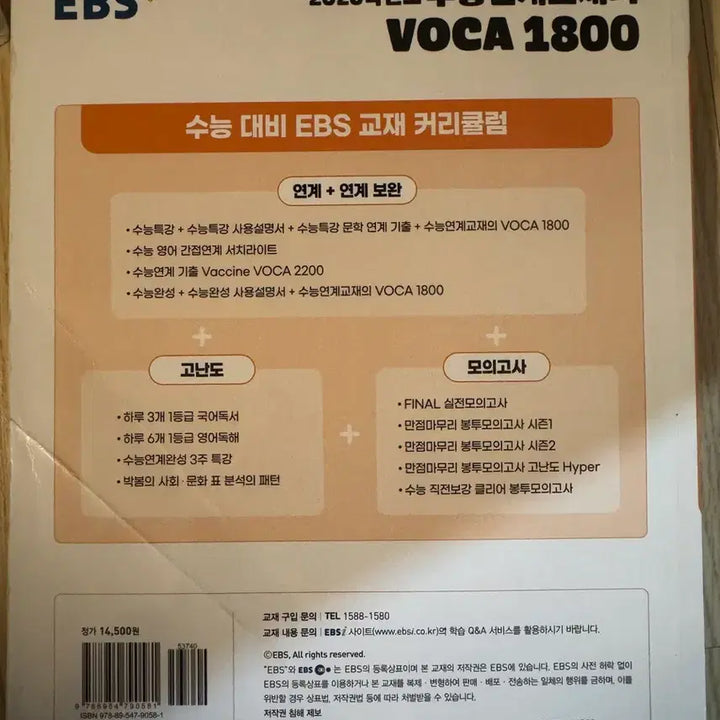 EBS
VOCA 1800
수능 대비 EBS 교재 커리큘럼
연계 + 연계 보완
• 수능특강 + 수능특강 사용설명서 + 수능특강 문학 연계 기출 + 수능연계교재의 VOCA 1800
• 수능 영어 간접연계 서치라이트
• 수능연계 기출 Vaccine VOCA 2200
• 수능완성 + 수능완성 사용설명서 + 수능연계교재의 VOCA 1800
+
+
고난도
• 하루 3개 1등급 국어독서
• 하루 6개 1등급 영어독해
• 수능연계완성 3주 특강
• 박봄의 사회·문화 표 분석의 패턴
+
모의고사
• FINAL 실전모의고사
• 만점마무리 봉투모의고사 시즌1
• 만점마무리 봉투모의고사 시즌2
• 만점마무리 봉투모의고사 고난도 Hyper
• 수능 직전보강 클리어 봉투모의고사
정가 14,500원
53740
9 788954 790581
ISBN 978-89-547-9058-1
교재 구입 문의 | TEL 1588-1580
교재 내용 문의 | EBSi 사이트(www.ebsi.co.kr)의 학습 Q&A 서비스를 활용하시기 바랍니다.
©EBS, All rights reserved.
"EBS"와 EBS 는 EBS의 등록상표이며 본 교재의 저작권은 EBS에 있습니다. EBS의 사전 허락 없이
EBS의 등록상표를 이용하거나 본 교재를 복제·변형하여 판매·배포·전송하는 일체의 행위를 금하며, 이를
위반할 경우 상표법, 저작권법 등에 따라 처벌받을 수 있습니다.
저작권 침해 제보